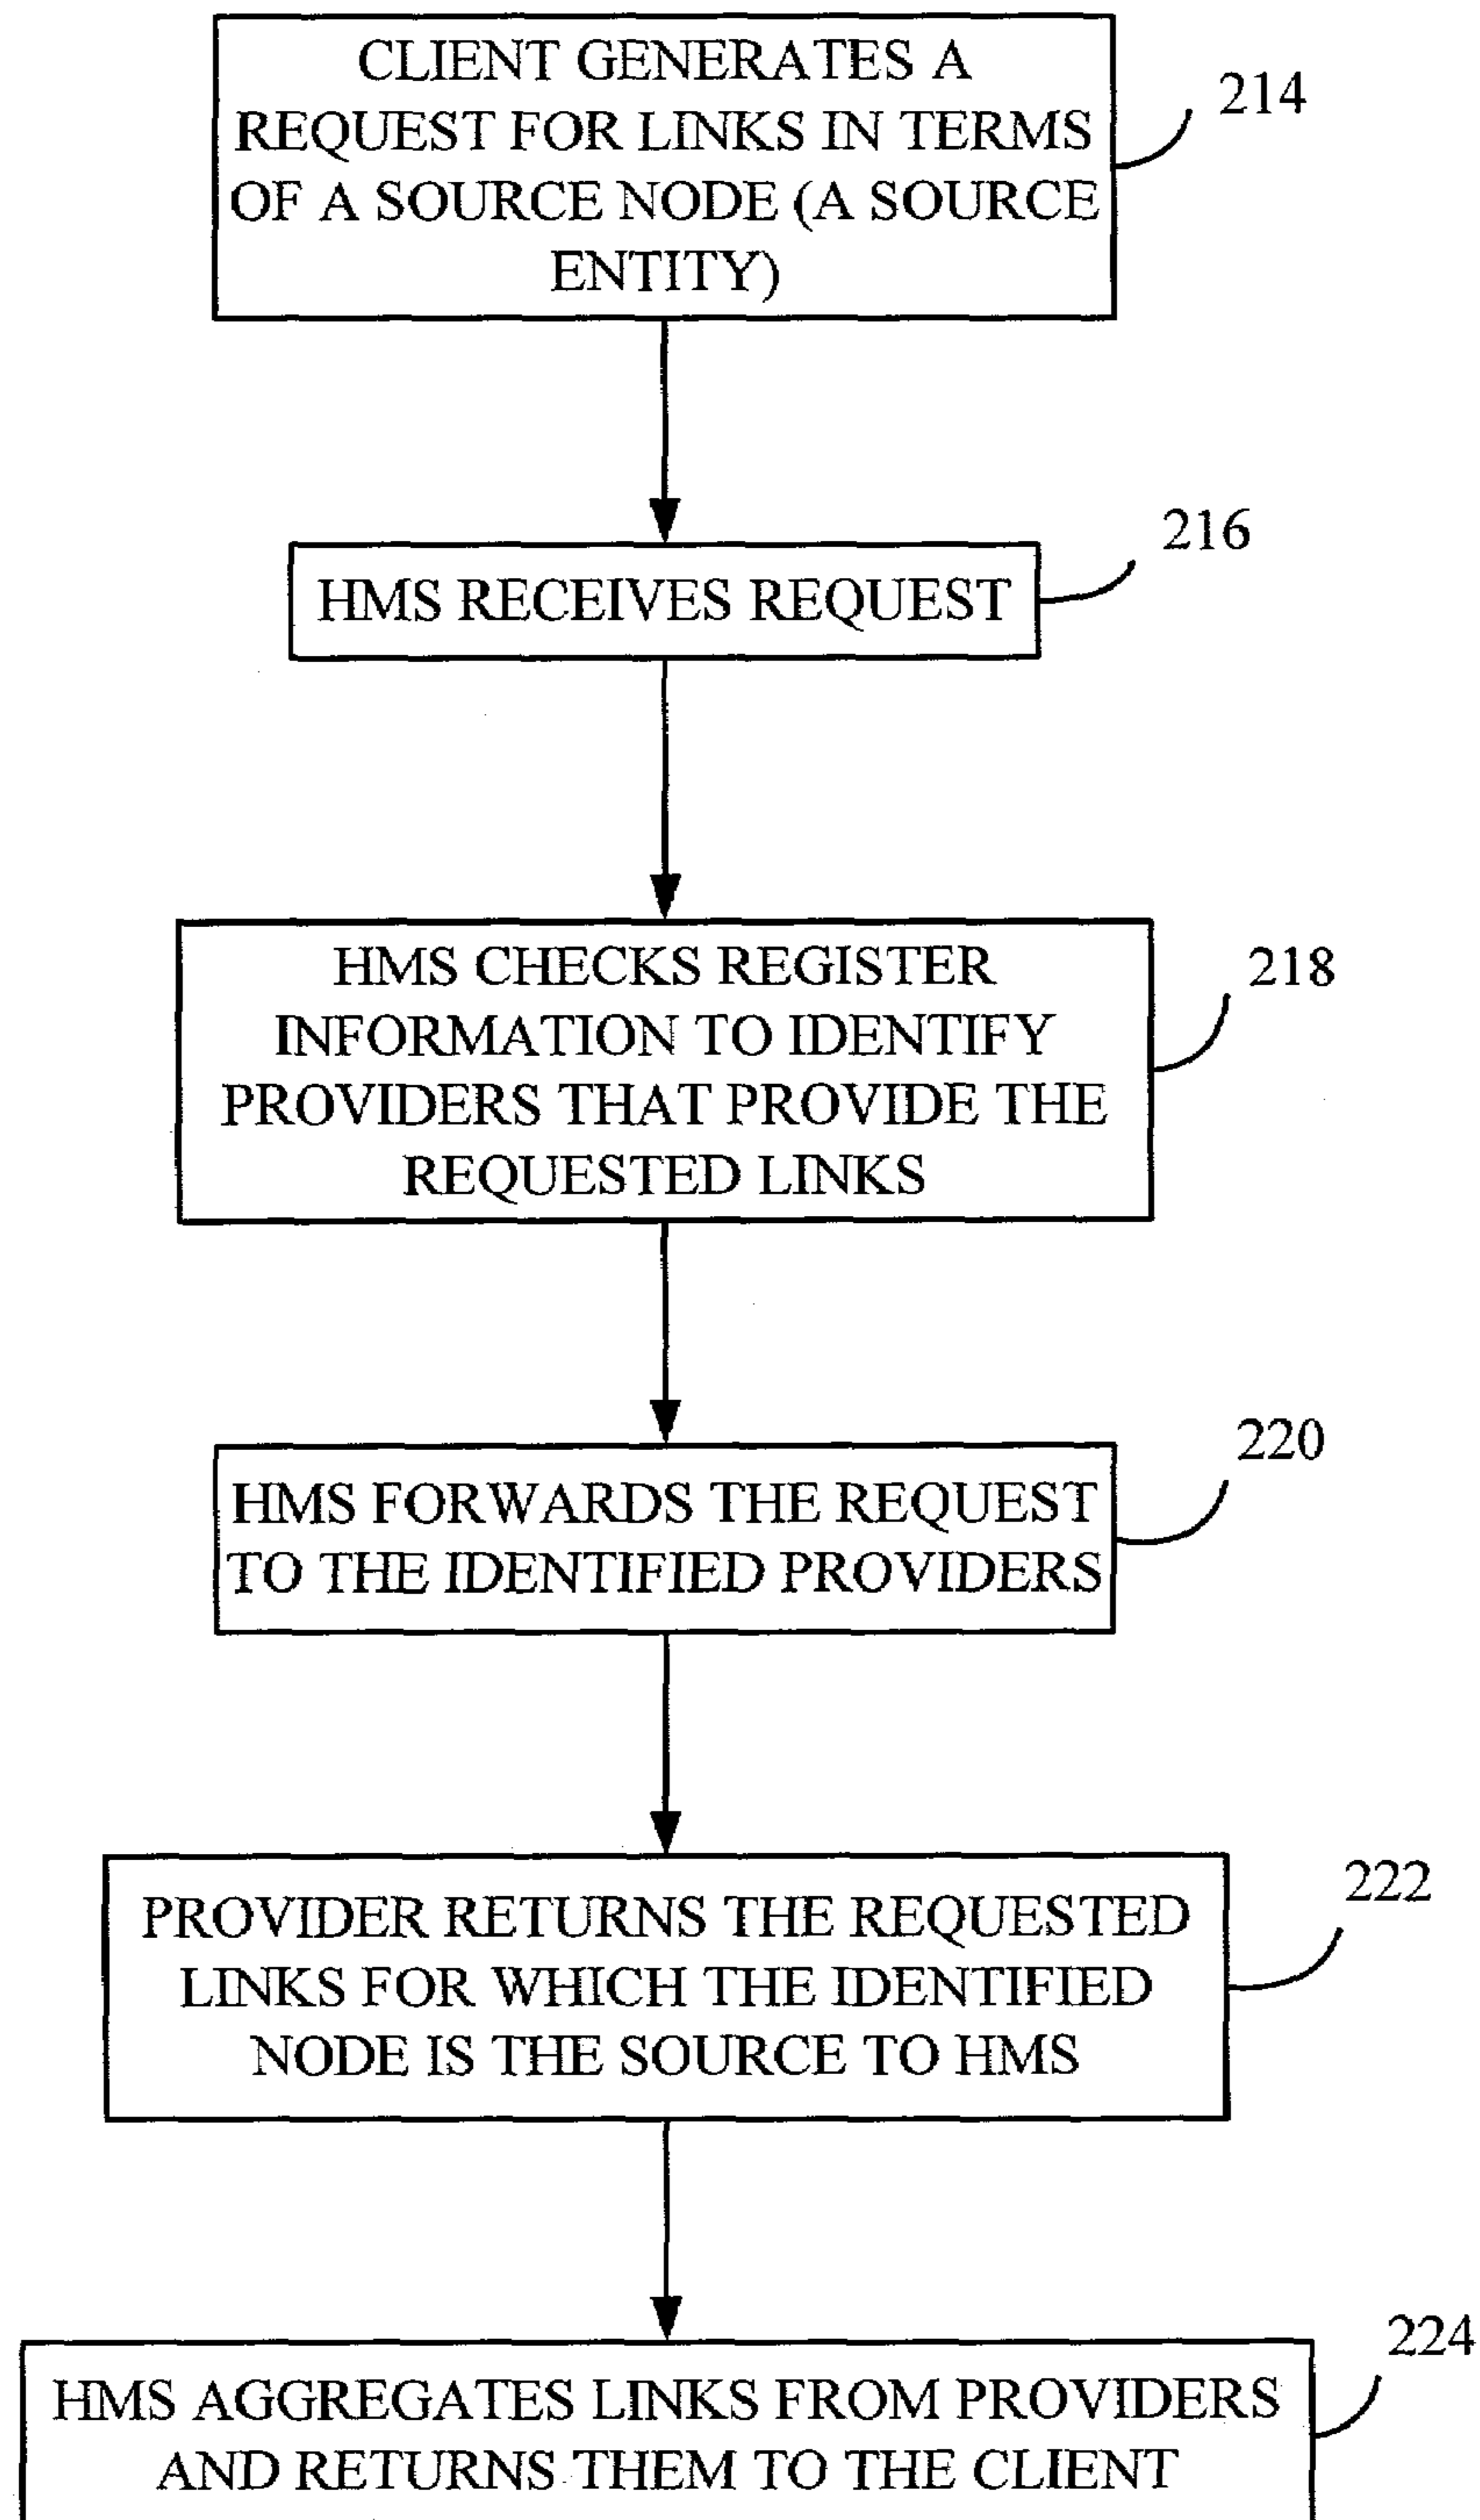 CLIENT GENERATES A
REQUEST FOR LINKS IN TERMS
OF A SOURCE NODE (A SOURCE
ENTITY)
214
HMS RECEIVES REQUEST
216
HMS CHECKS REGISTER
INFORMATION TO IDENTIFY
PROVIDERS THAT PROVIDE THE
REQUESTED LINKS
218
HMS FORWARDS THE REQUEST
TO THE IDENTIFIED PROVIDERS
220
PROVIDER RETURNS THE REQUESTED
LINKS FOR WHICH THE IDENTIFIED
NODE IS THE SOURCE TO HMS
222
HMS AGGREGATES LINKS FROM PROVIDERS
AND RETURNS THEM TO THE CLIENT
224